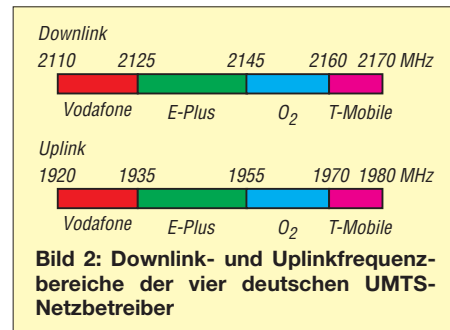 Downlink
2110 2125 2145 2160 2170 MHz
Vodafone E-Plus O₂ T-Mobile
Uplink
1920 1935 1955 1970 1980 MHz
Vodafone E-Plus O₂ T-Mobile
Bild 2: Downlink- und Uplinkfrequenz-
bereiche der vier deutschen UMTS-
Netzbetreiber